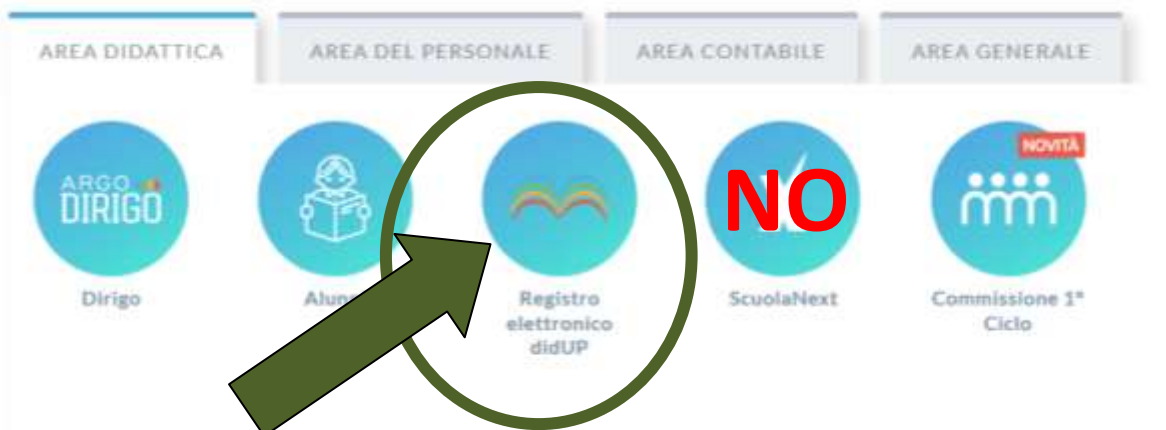 AREA DIDATTICA
AREA DEL PERSONALE
AREA CONTABILE
AREA GENERALE
ARGO
DIRIGO
NO
NOVITÀ
Dirigo
Registro
elettronico
didUP
ScuolaNext
Commissione 1°
Ciclo